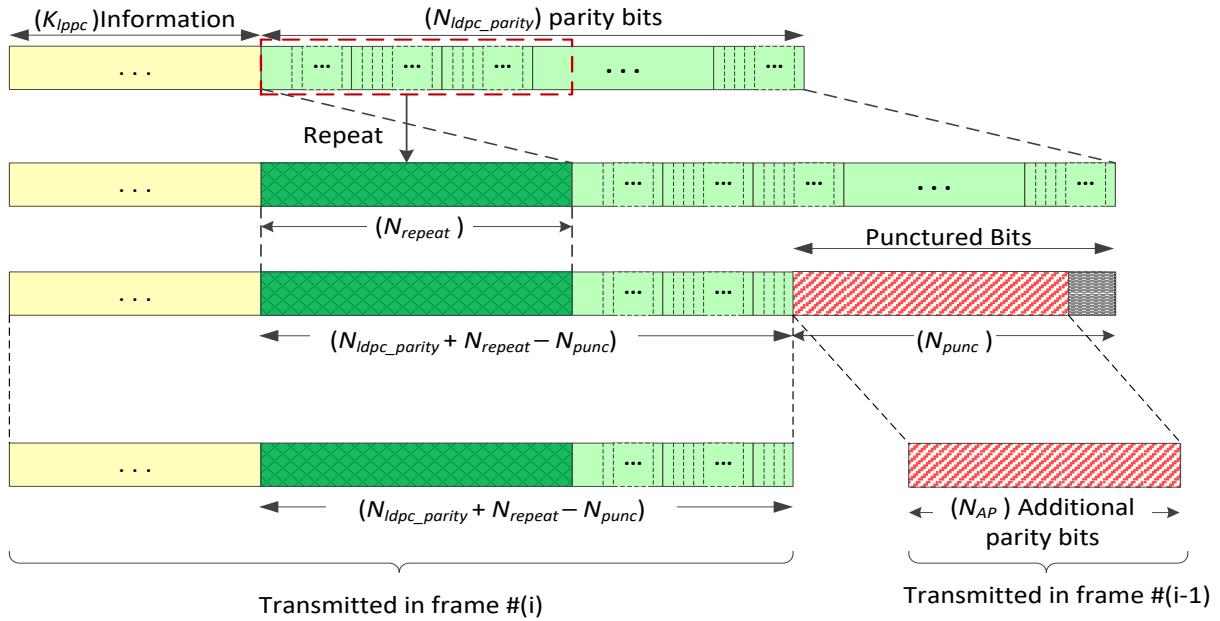 (K_lppc) Information (N_ldpc_parity) parity bits
... ... ... ... ... ...
Repeat
... ... ... ... ... ...
(N_repeat ) Punctured Bits
... ... ...
(N_ldpc_parity + N_repeat – N_punc) (N_punc )
... ... ...
(N_ldpc_parity + N_repeat – N_punc) (N_AP ) Additional
parity bits
Transmitted in frame #(i) Transmitted in frame #(i-1)